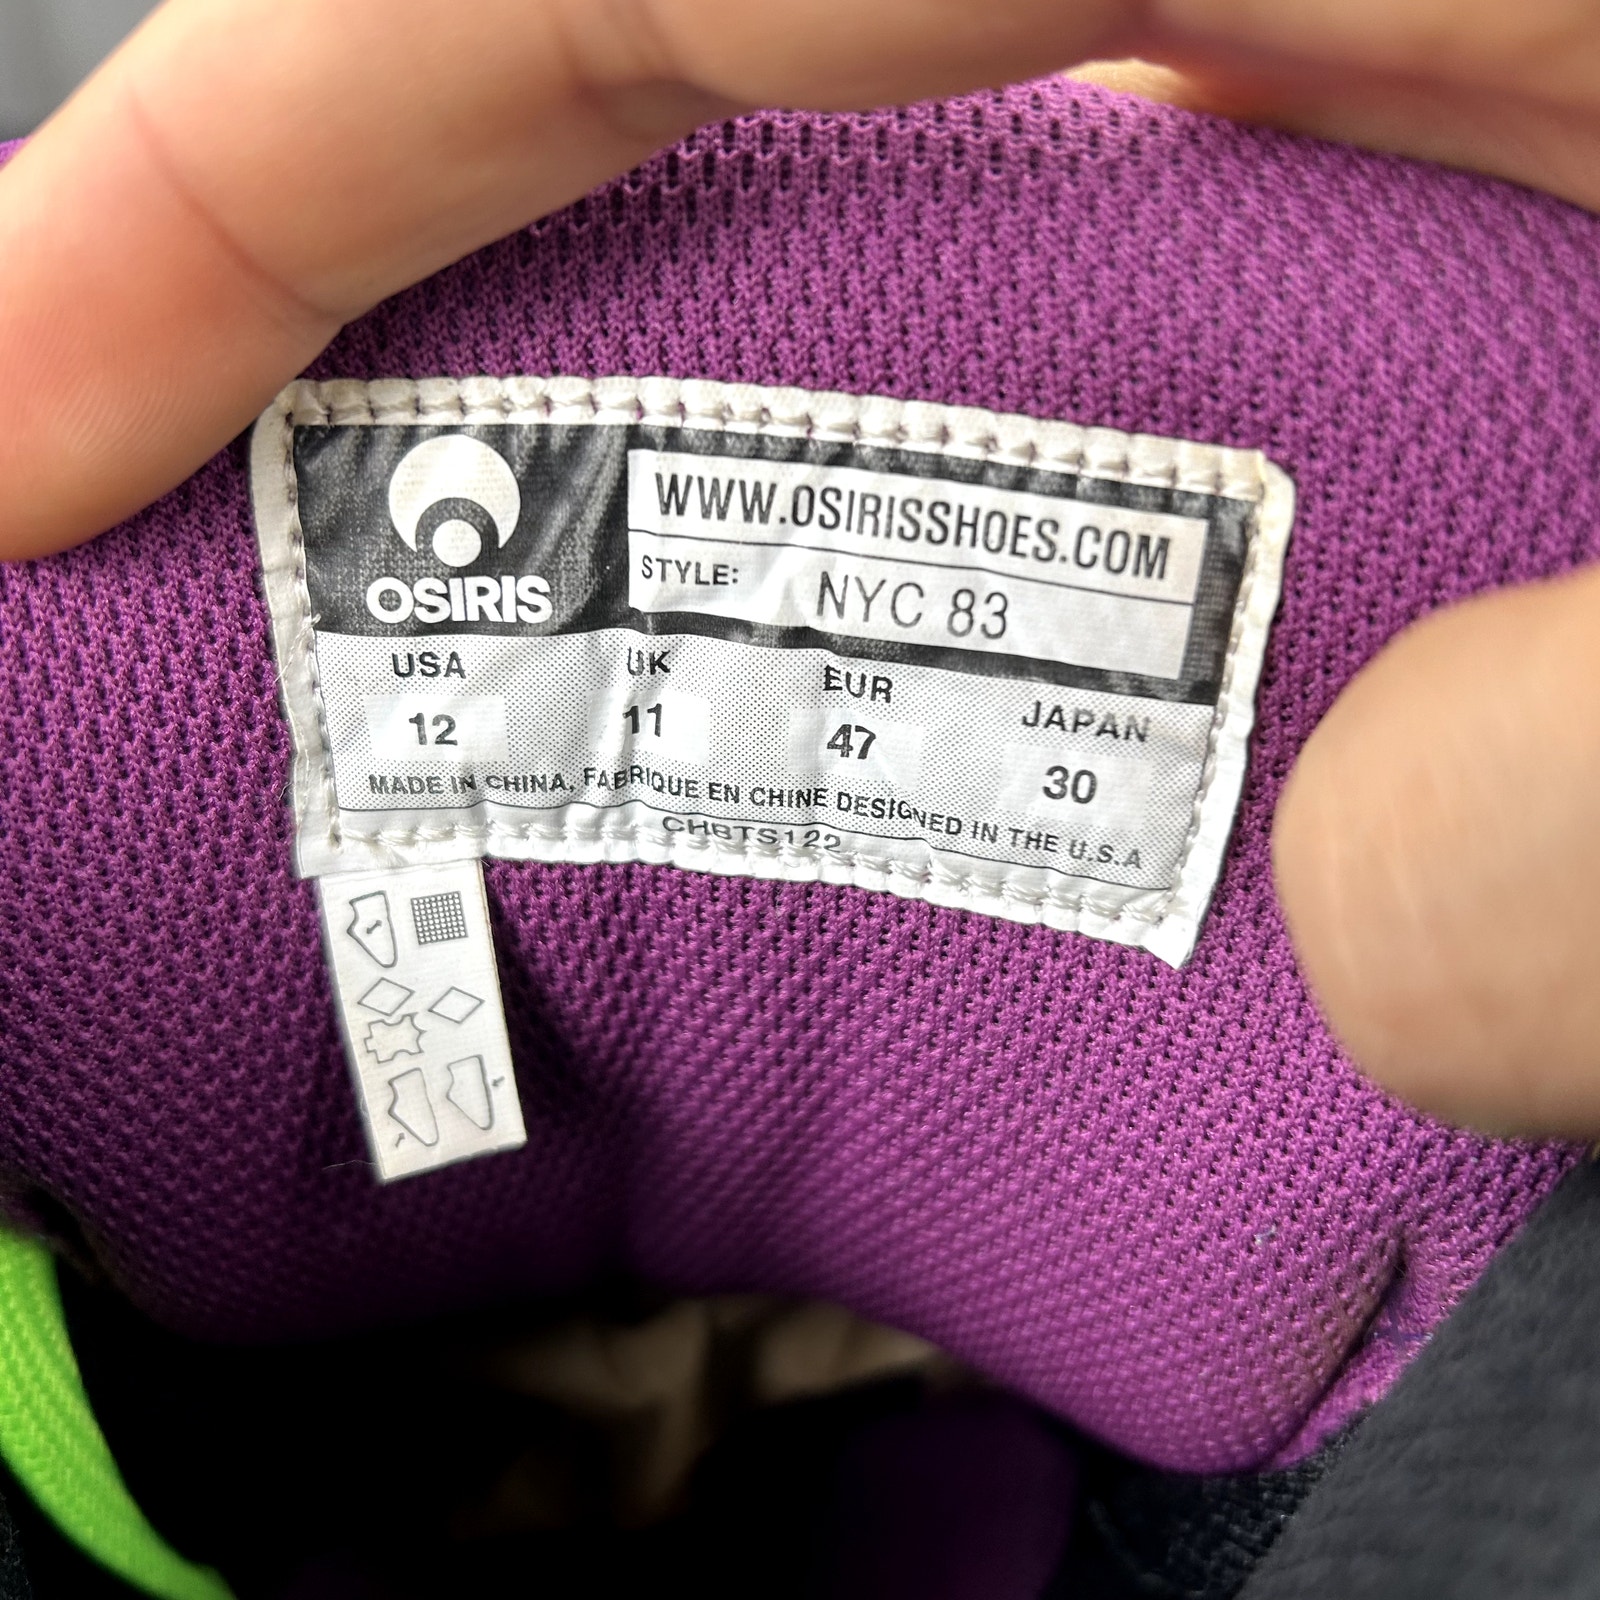 OSIRIS
WWW.OSIRISSHOES.COM
STYLE: NYC 83
USA UK EUR JAPAN
12 11 47 30
MADE IN CHINA, FABRIQUE EN CHINE DESIGNED IN THE U.S.A
CHBTS122